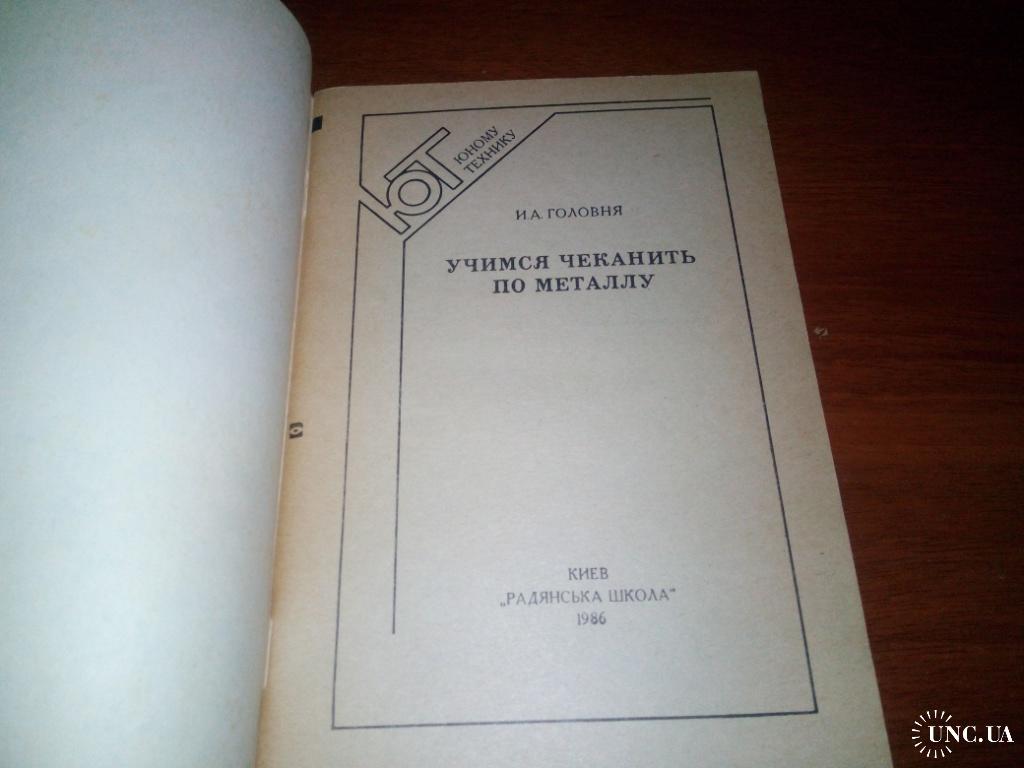 ЮТ
ЮНОМУ
ТЕХНИКУ
И.А. ГОЛОВНЯ
УЧИМСЯ ЧЕКАНИТЬ
ПО МЕТАЛЛУ
КИЕВ
„РАДЯНСЬКА ШКОЛА"
1986
UNC.UA